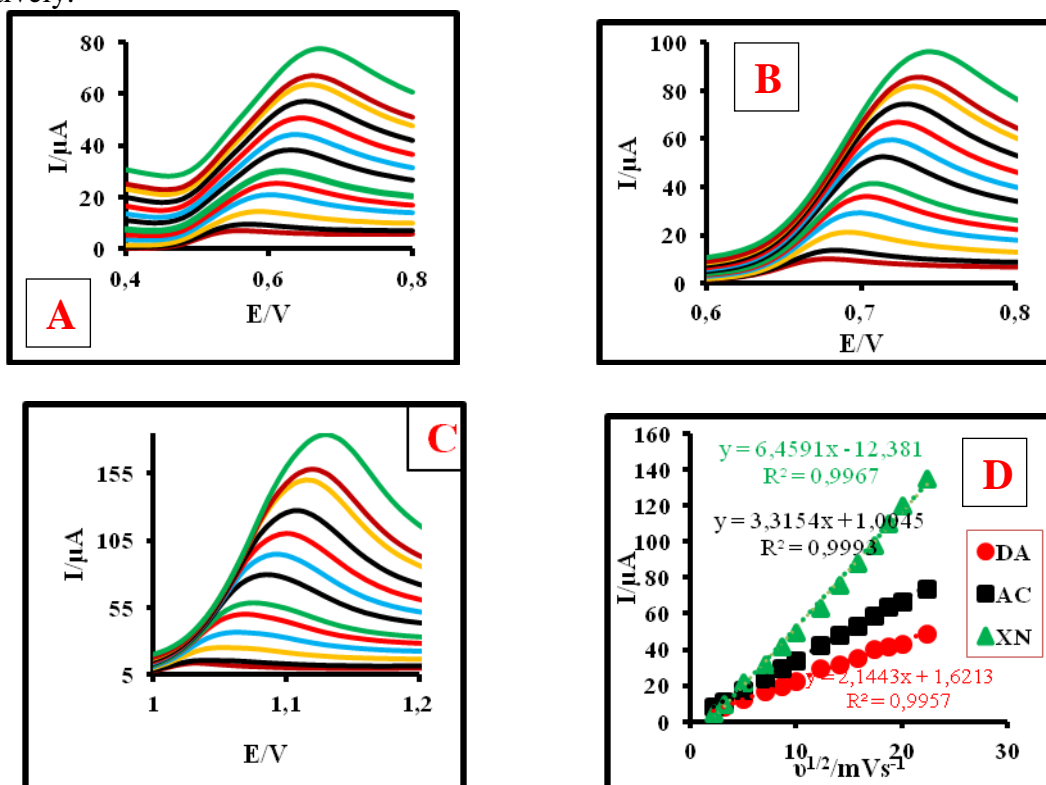 tively.
80
60
40
20
0
I/µA
0,4 0,6 0,8
E/V
A
100
80
60
40
20
0
I/µA
0,6 0,7 0,8
E/V
B
155
105
55
5
I/µA
1 1,1 1,2
E/V
C
160
140
120
100
80
60
40
20
0
I/µA
y = 6,4591x - 12,381
R² = 0,9967
y = 3,3154x + 1,0045
R² = 0,9993
y = 2,1443x + 1,6213
R² = 0,9957
D
DA
AC
XN
0 10 20 30
υ1/2/mVs-1